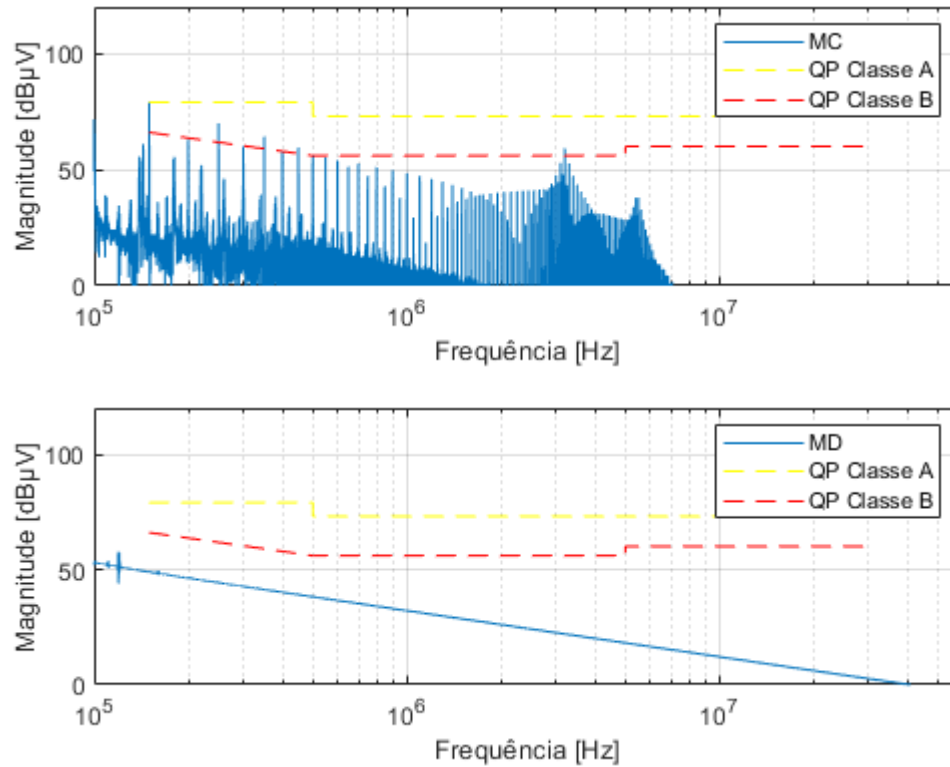 MC
QP Classe A
QP Classe B
Magnitude [dBµV]
100
50
0
10^5
10^6
10^7
Frequência [Hz]
MD
QP Classe A
QP Classe B
Magnitude [dBµV]
100
50
0
10^5
10^6
10^7
Frequência [Hz]